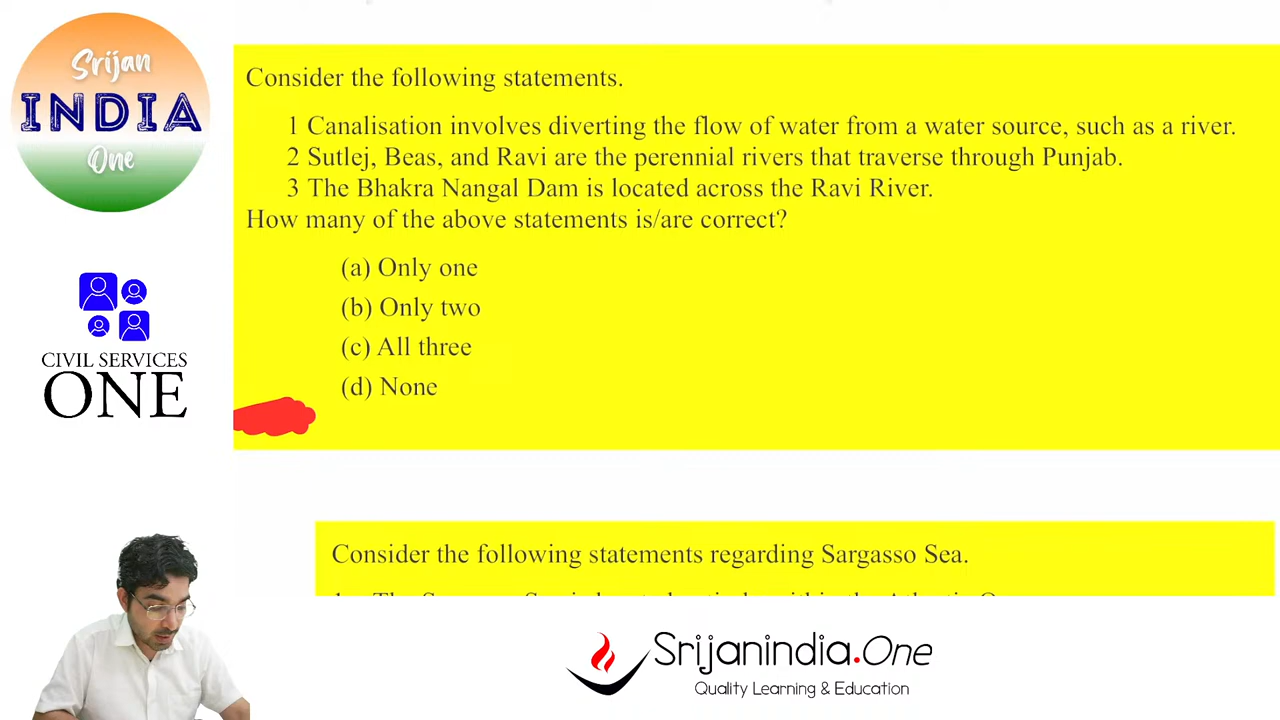 Srijan
INDIA
One
CIVIL SERVICES
ONE
Consider the following statements.
1 Canalisation involves diverting the flow of water from a water source, such as a river.
2 Sutlej, Beas, and Ravi are the perennial rivers that traverse through Punjab.
3 The Bhakra Nangal Dam is located across the Ravi River.
How many of the above statements is/are correct?
(a) Only one
(b) Only two
(c) All three
(d) None
Consider the following statements regarding Sargasso Sea.
Srijanindia.One
Quality Learning & Education